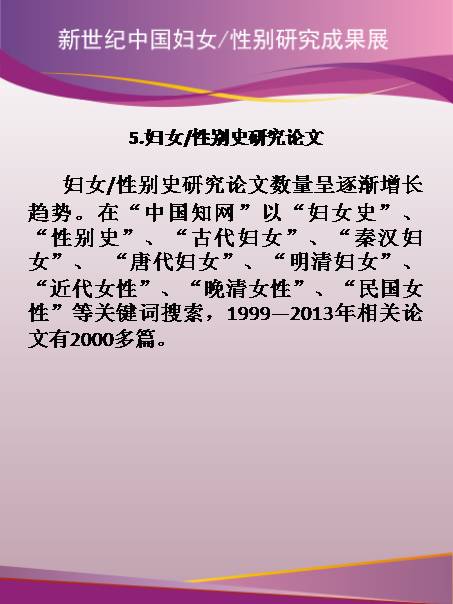 新世纪中国妇女/性别研究成果展
5.妇女/性别史研究论文
妇女/性别史研究论文数量呈逐渐增长
趋势。在“中国知网”以“妇女史”、
“性别史”、“古代妇女”、“秦汉妇
女”、 “唐代妇女”、“明清妇女”、
“近代女性”、“晚清女性”、“民国女
性”等关键词搜索，1999—2013年相关论
文有2000多篇。